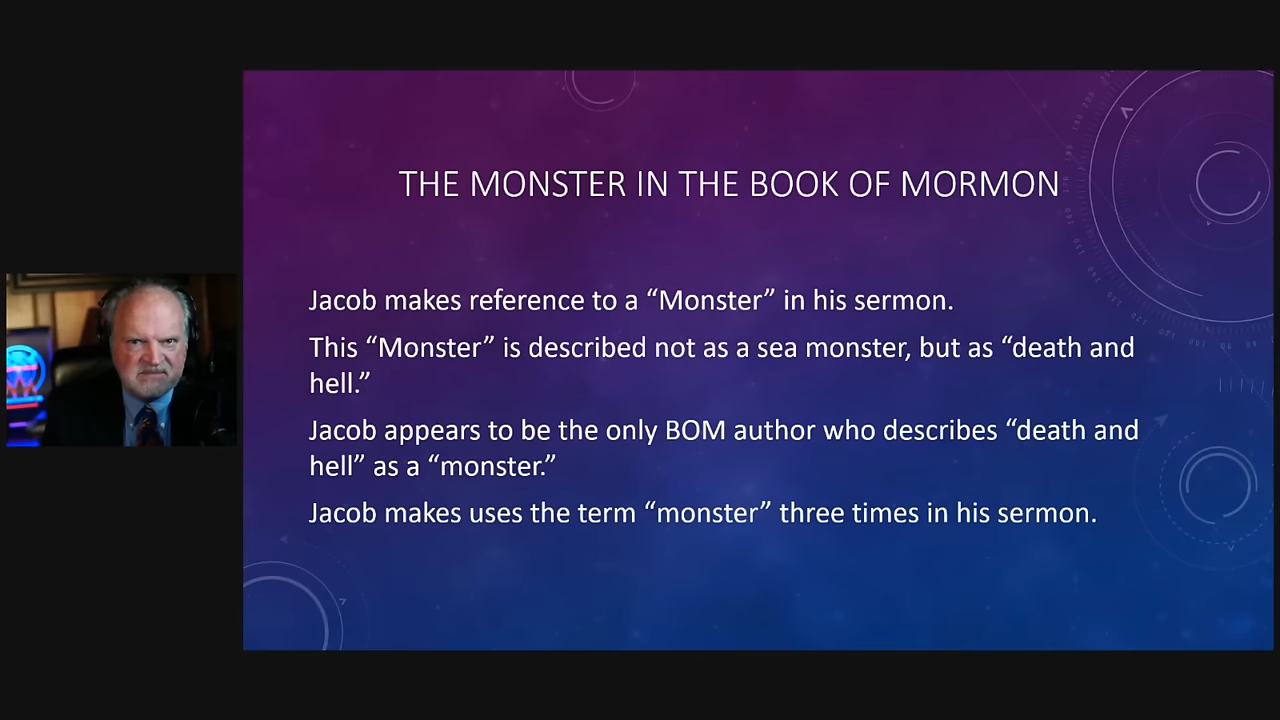 THE MONSTER IN THE BOOK OF MORMON
Jacob makes reference to a “Monster” in his sermon.
This “Monster” is described not as a sea monster, but as “death and
hell.”
Jacob appears to be the only BOM author who describes “death and
hell” as a “monster.”
Jacob makes uses the term “monster” three times in his sermon.